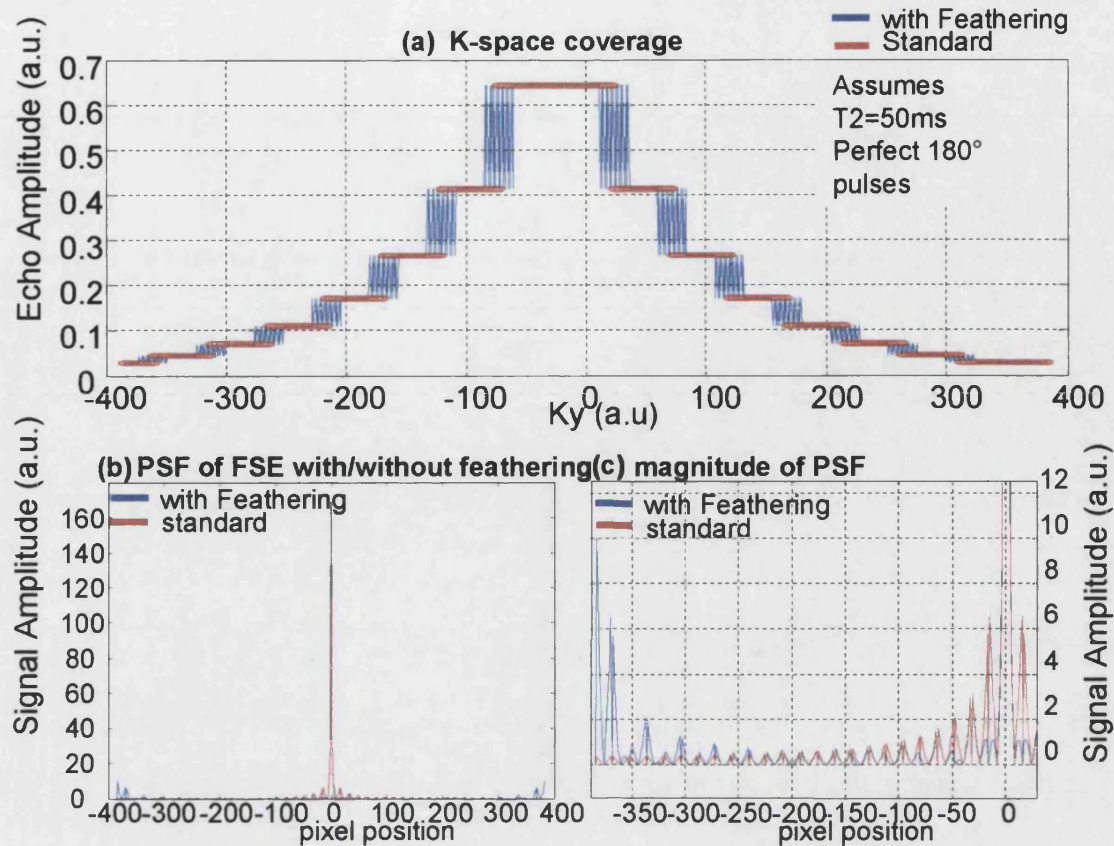 with Feathering
(a) K-space coverage
Standard
Echo Amplitude (a.u.)
0.7
0.6
0.5
0.4
0.3
0.2
0.1
0
Assumes
T2=50ms
Perfect 180°
pulses
-400 -300 -200 -100 0 100 200 300 400
Ky (a.u)
(b) PSF of FSE with/without feathering
with Feathering
standard
Signal Amplitude (a.u.)
160
140
120
100
80
60
40
20
0
-400 -300 -200 -100 0 100 200 300 400
pixel position
(c) magnitude of PSF
with Feathering
standard
12
10
8
6
4
2
0
Signal Amplitude (a.u.)
-350 -300 -250 -200 -150 -100 -50 0
pixel position